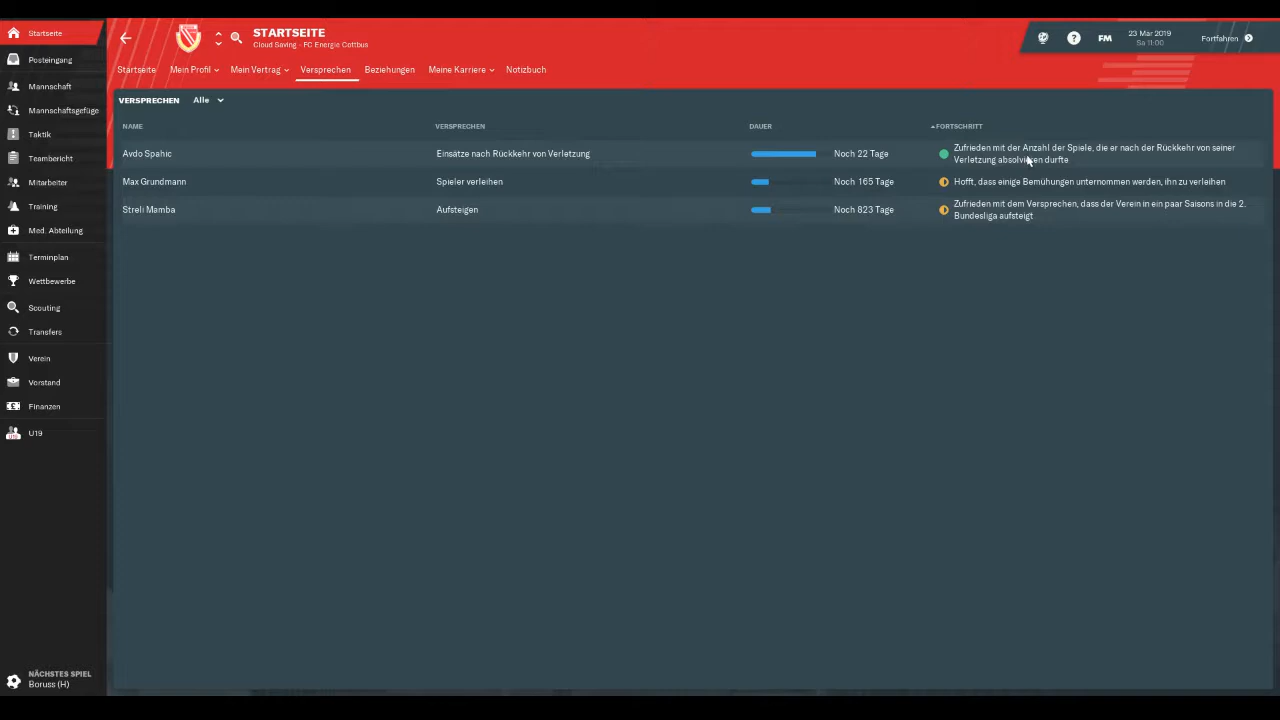 Startseite
Posteingang
Mannschaft
Mannschaftsgefüge
Taktik
Teambericht
Mitarbeiter
Training
Med. Abteilung
Terminplan
Wettbewerbe
Scouting
Transfers
Verein
Vorstand
Finanzen
U19
NÄCHSTES SPIEL
Boruss (H)
STARTSEITE
Cloud Saving - FC Energie Cottbus
? FM 23 Mar 2019
Sa 11:00
Fortfahren
Startseite Mein Profil Mein Vertrag Versprechen Beziehungen Meine Karriere Notizbuch
VERSPRECHEN Alle
NAME VERSPRECHEN DAUER FORTSCHRITT
Avdo Spahic Einsätze nach Rückkehr von Verletzung Noch 22 Tage Zufrieden mit der Anzahl der Spiele, die er nach der Rückkehr von seiner
Verletzung absolvieren durfte
Max Grundmann Spieler verleihen Noch 165 Tage Hofft, dass einige Bemühungen unternommen werden, ihn zu verleihen
Streli Mamba Aufsteigen Noch 823 Tage Zufrieden mit dem Versprechen, dass der Verein in ein paar Saisons in die 2.
Bundesliga aufsteigt